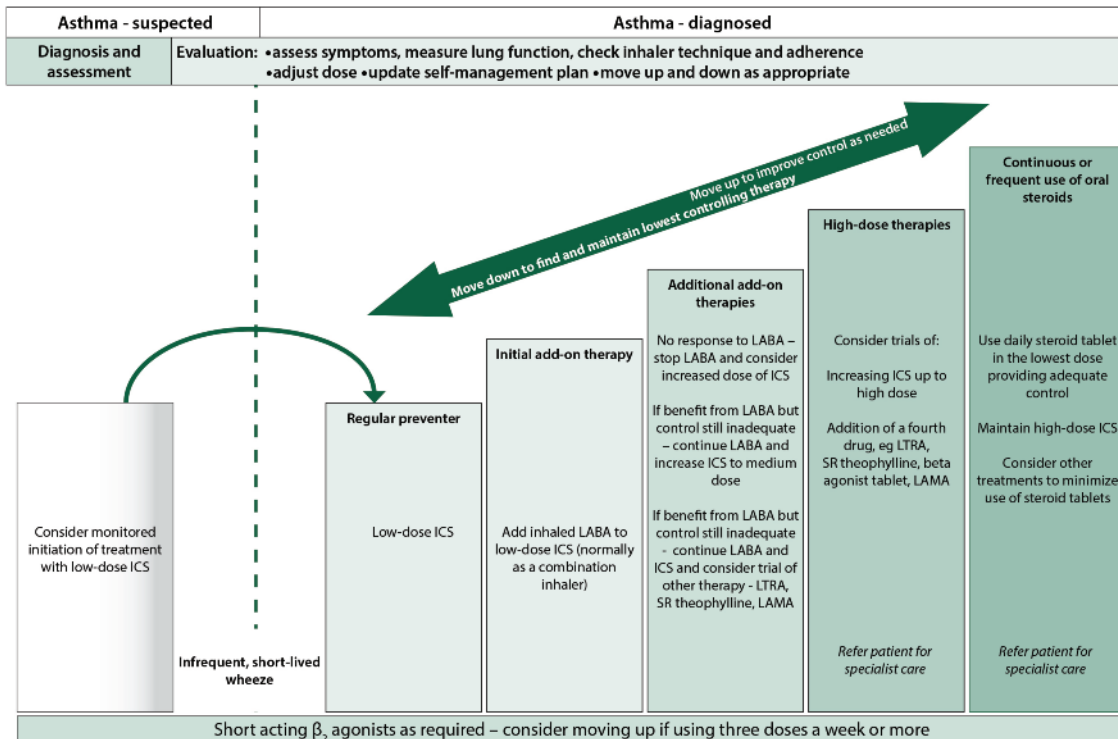 Asthma - suspected
Asthma - diagnosed
Diagnosis and
assessment
Evaluation: •assess symptoms, measure lung function, check inhaler technique and adherence
•adjust dose •update self-management plan •move up and down as appropriate
Move up to improve control as needed
Move down to find and maintain lowest controlling therapy
Consider monitored
initiation of treatment
with low-dose ICS
Infrequent, short-lived
wheeze
Regular preventer
Low-dose ICS
Initial add-on therapy
Add inhaled LABA to
low-dose ICS (normally
as a combination
inhaler)
Additional add-on
therapies
No response to LABA –
stop LABA and consider
increased dose of ICS
If benefit from LABA but
control still inadequate
– continue LABA and
increase ICS to medium
dose
If benefit from LABA but
control still inadequate
- continue LABA and
ICS and consider trial of
other therapy - LTRA,
SR theophylline, LAMA
High-dose therapies
Consider trials of:
Increasing ICS up to
high dose
Addition of a fourth
drug, eg LTRA,
SR theophylline, beta
agonist tablet, LAMA
Refer patient for
specialist care
Continuous or
frequent use of oral
steroids
Use daily steroid tablet
in the lowest dose
providing adequate
control
Maintain high-dose ICS
Consider other
treatments to minimize
use of steroid tablets
Refer patient for
specialist care
Short acting β₂ agonists as required – consider moving up if using three doses a week or more